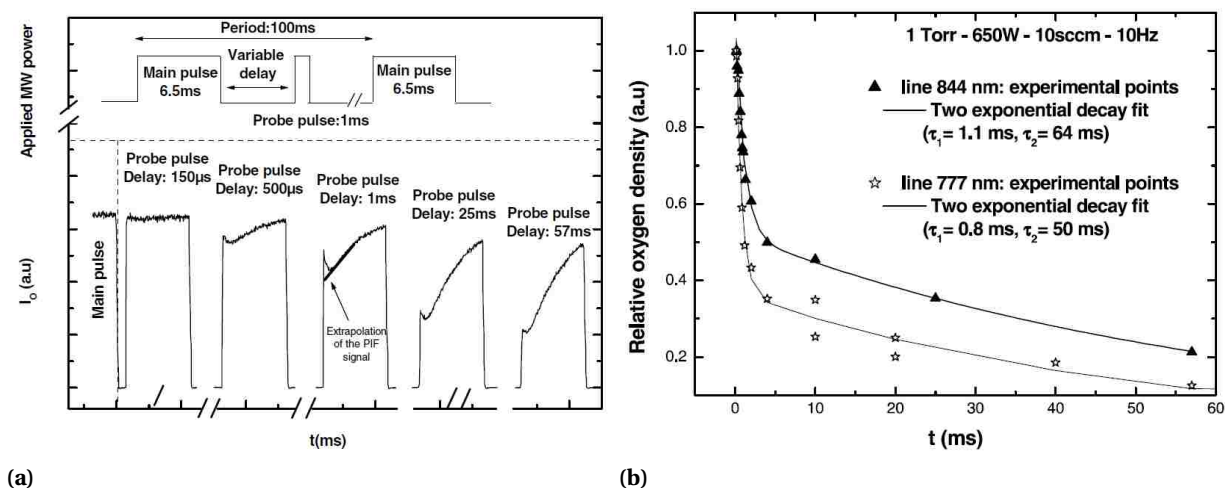 Applied MW power
Period:100ms
Main pulse
6.5ms
Variable
delay
Main pulse
6.5ms
Probe pulse:1ms
I₀ (a.u)
Main pulse
Probe pulse
Delay: 150µs
Probe pulse
Delay: 500µs
Probe pulse
Delay: 1ms
Probe pulse
Delay: 25ms
Probe pulse
Delay: 57ms
Extrapolation
of the PIF
signal
t(ms)
(a)
Relative oxygen density (a.u)
1.0
0.8
0.6
0.4
0.2
1 Torr - 650W - 10sccm - 10Hz
line 844 nm: experimental points
Two exponential decay fit
(τ₁= 1.1 ms, τ₂= 64 ms)
line 777 nm: experimental points
Two exponential decay fit
(τ₁= 0.8 ms, τ₂= 50 ms)
0 10 20 30 40 50 60
t (ms)
(b)